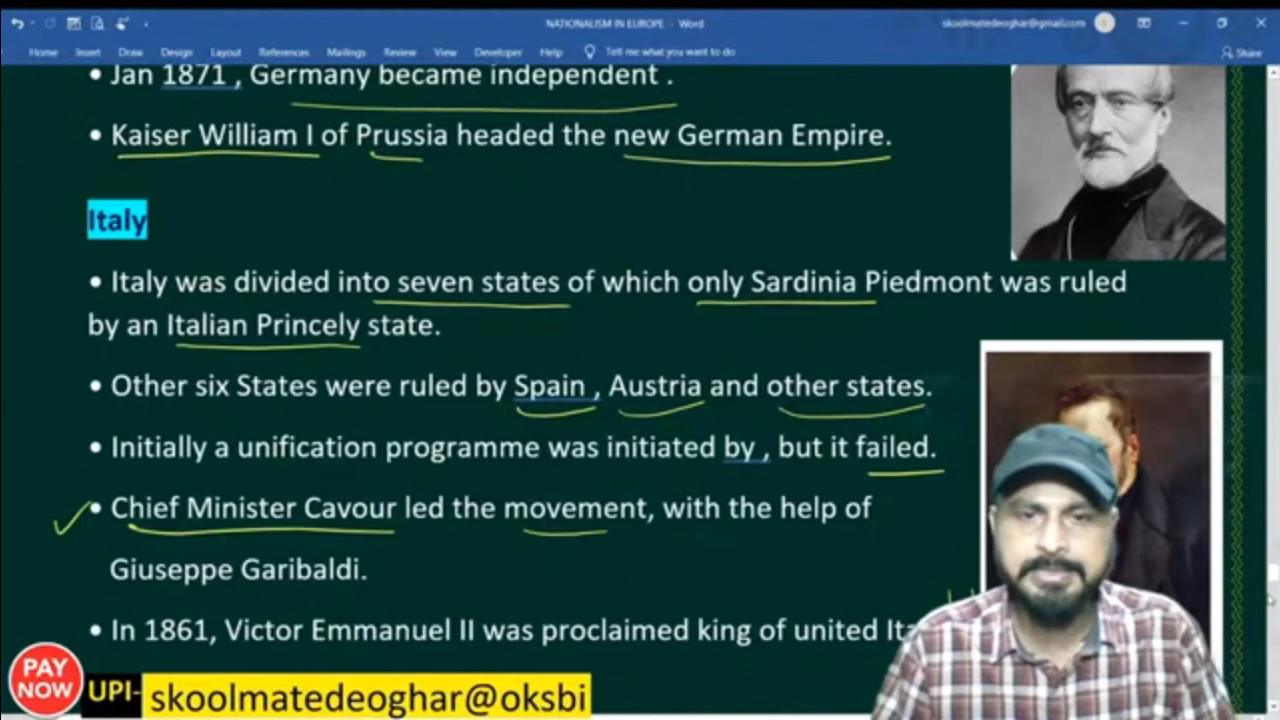 NATIONALISM IN EUROPE - Word
skoolmatedeoghar@gmail.com
Home Insert Draw Design Layout References Mailings Review View Developer Help Tell me what you want to do
Share
• Jan 1871 , Germany became independent .
• Kaiser William I of Prussia headed the new German Empire.
Italy
• Italy was divided into seven states of which only Sardinia Piedmont was ruled
by an Italian Princely state.
• Other six States were ruled by Spain , Austria and other states.
• Initially a unification programme was initiated by , but it failed.
• Chief Minister Cavour led the movement, with the help of
Giuseppe Garibaldi.
• In 1861, Victor Emmanuel II was proclaimed king of united
PAY
NOW
UPI- skoolmatedeoghar@oksbi